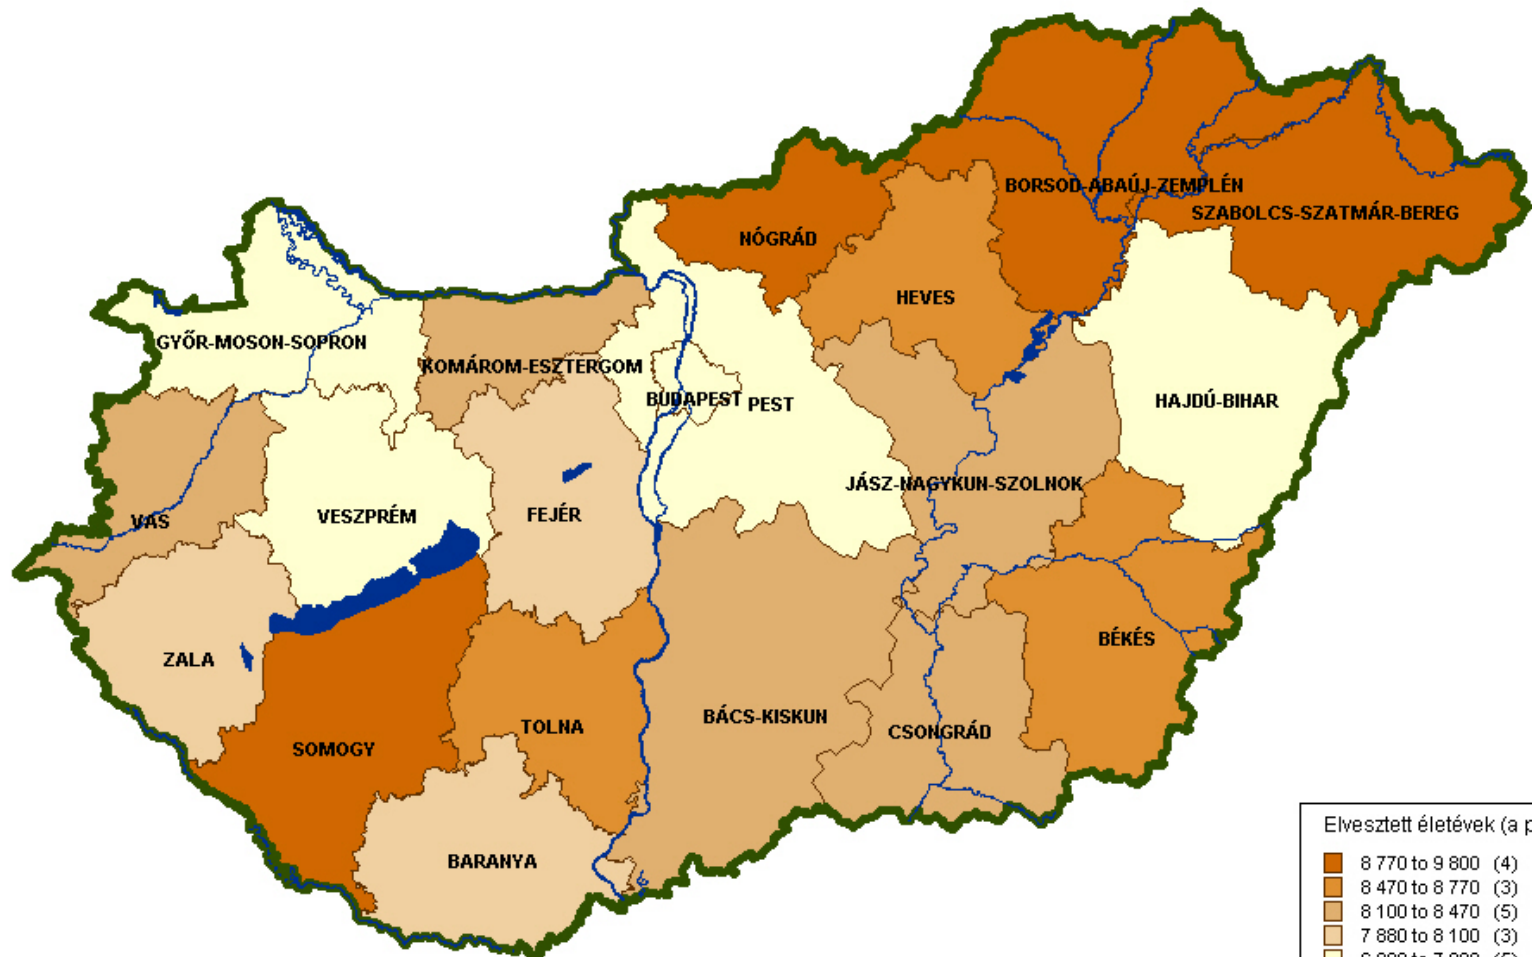 BORSOD-ABAÚJ-ZEMPLÉN
SZABOLCS-SZATMÁR-BEREG
NÓGRÁD
HEVES
GYŐR-MOSON-SOPRON
KOMÁROM-ESZTERGOM
BUDAPEST
PEST
HAJDÚ-BIHAR
JÁSZ-NAGYKUN-SZOLNOK
VAS
VESZPRÉM
FEJÉR
ZALA
BÉKÉS
SOMOGY
TOLNA
BÁCS-KISKUN
CSONGRÁD
BARANYA
Elvesztett életévek (a p
8 770 to 9 800 (4)
8 470 to 8 770 (3)
8 100 to 8 470 (5)
7 880 to 8 100 (3)